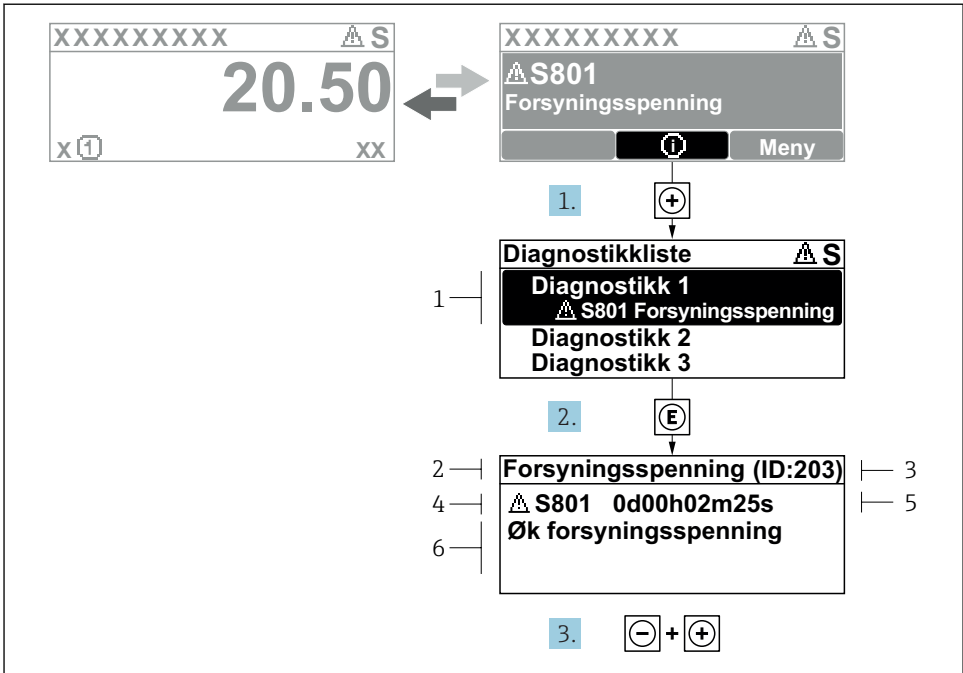 XXXXXXXXX ⚠ S
20.50
X ① XX
XXXXXXXXX ⚠ S
⚠ S801
Forsyningsspenning
ⓘ Meny
1. +
Diagnostikkliste ⚠ S
1
Diagnostikk 1
⚠ S801 Forsyningsspenning
Diagnostikk 2
Diagnostikk 3
2. E
2 Forsyningsspenning (ID:203) 3
4 ⚠ S801 0d00h02m25s 5
6 Øk forsyningsspenning
3. − + +